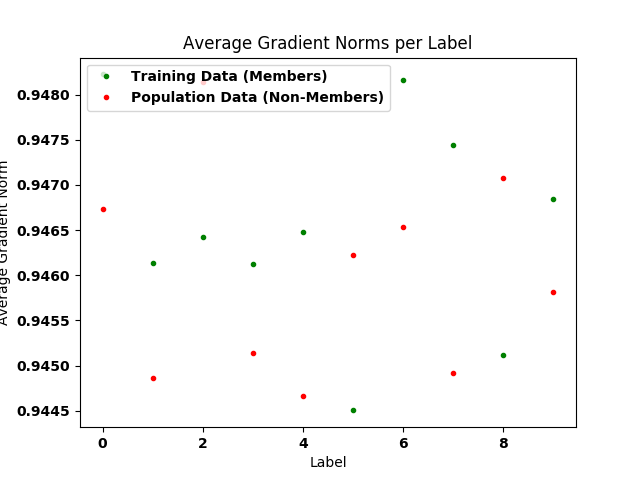 Average Gradient Norms per Label
Training Data (Members)
Population Data (Non-Members)
0.9480
0.9475
0.9470
0.9465
0.9460
0.9455
0.9450
0.9445
Average Gradient Norm
0
2
4
6
8
Label